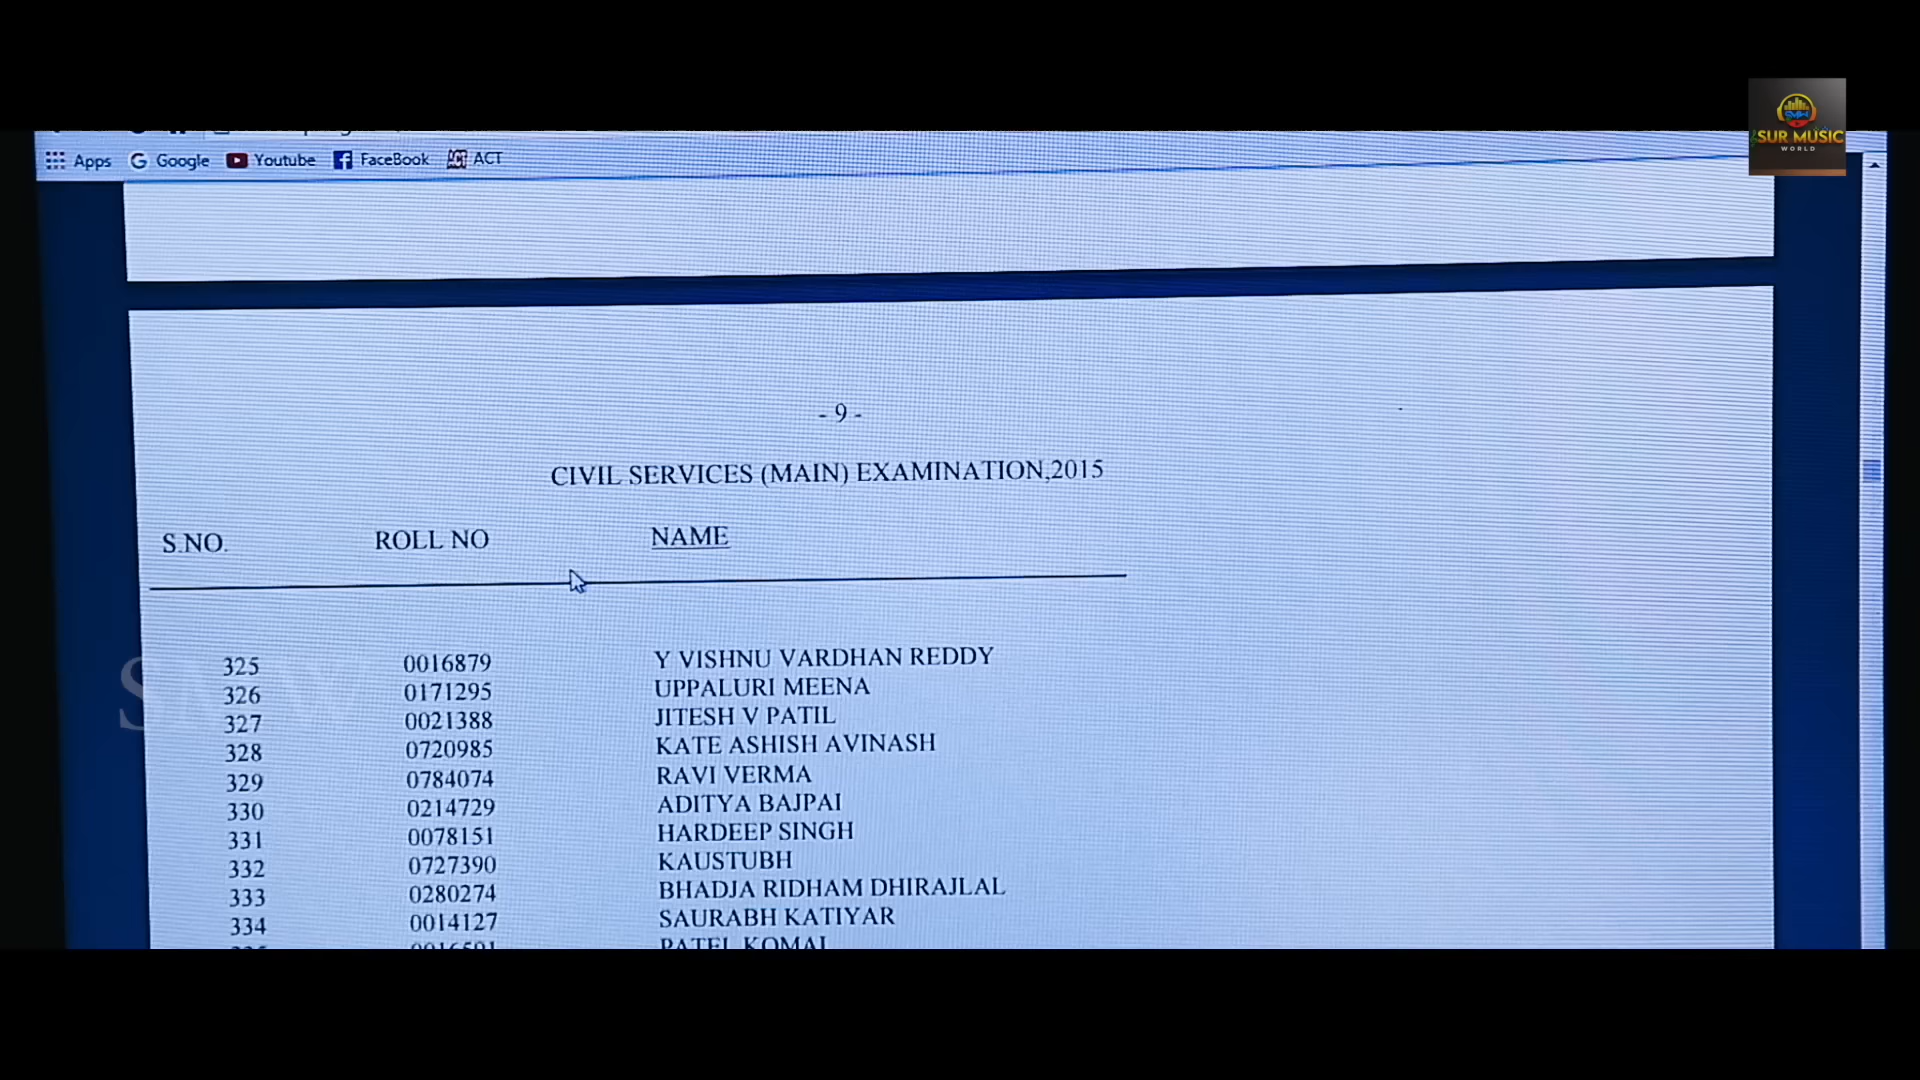 SUR MUSIC
WORLD
Apps Google Youtube FaceBook ACT
- 9 -
CIVIL SERVICES (MAIN) EXAMINATION,2015
S.NO. ROLL NO NAME
325 0016879 Y VISHNU VARDHAN REDDY
326 0171295 UPPALURI MEENA
327 0021388 JITESH V PATIL
328 0720985 KATE ASHISH AVINASH
329 0784074 RAVI VERMA
330 0214729 ADITYA BAJPAI
331 0078151 HARDEEP SINGH
332 0727390 KAUSTUBH
333 0280274 BHADJA RIDHAM DHIRAJLAL
334 0014127 SAURABH KATIYAR
PATEL KOMAL